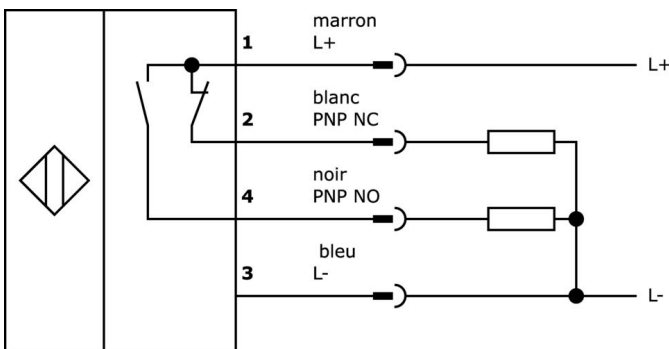 marron
1 L+
L+
blanc
2 PNP NC
noir
4 PNP NO
bleu
3 L-
L-